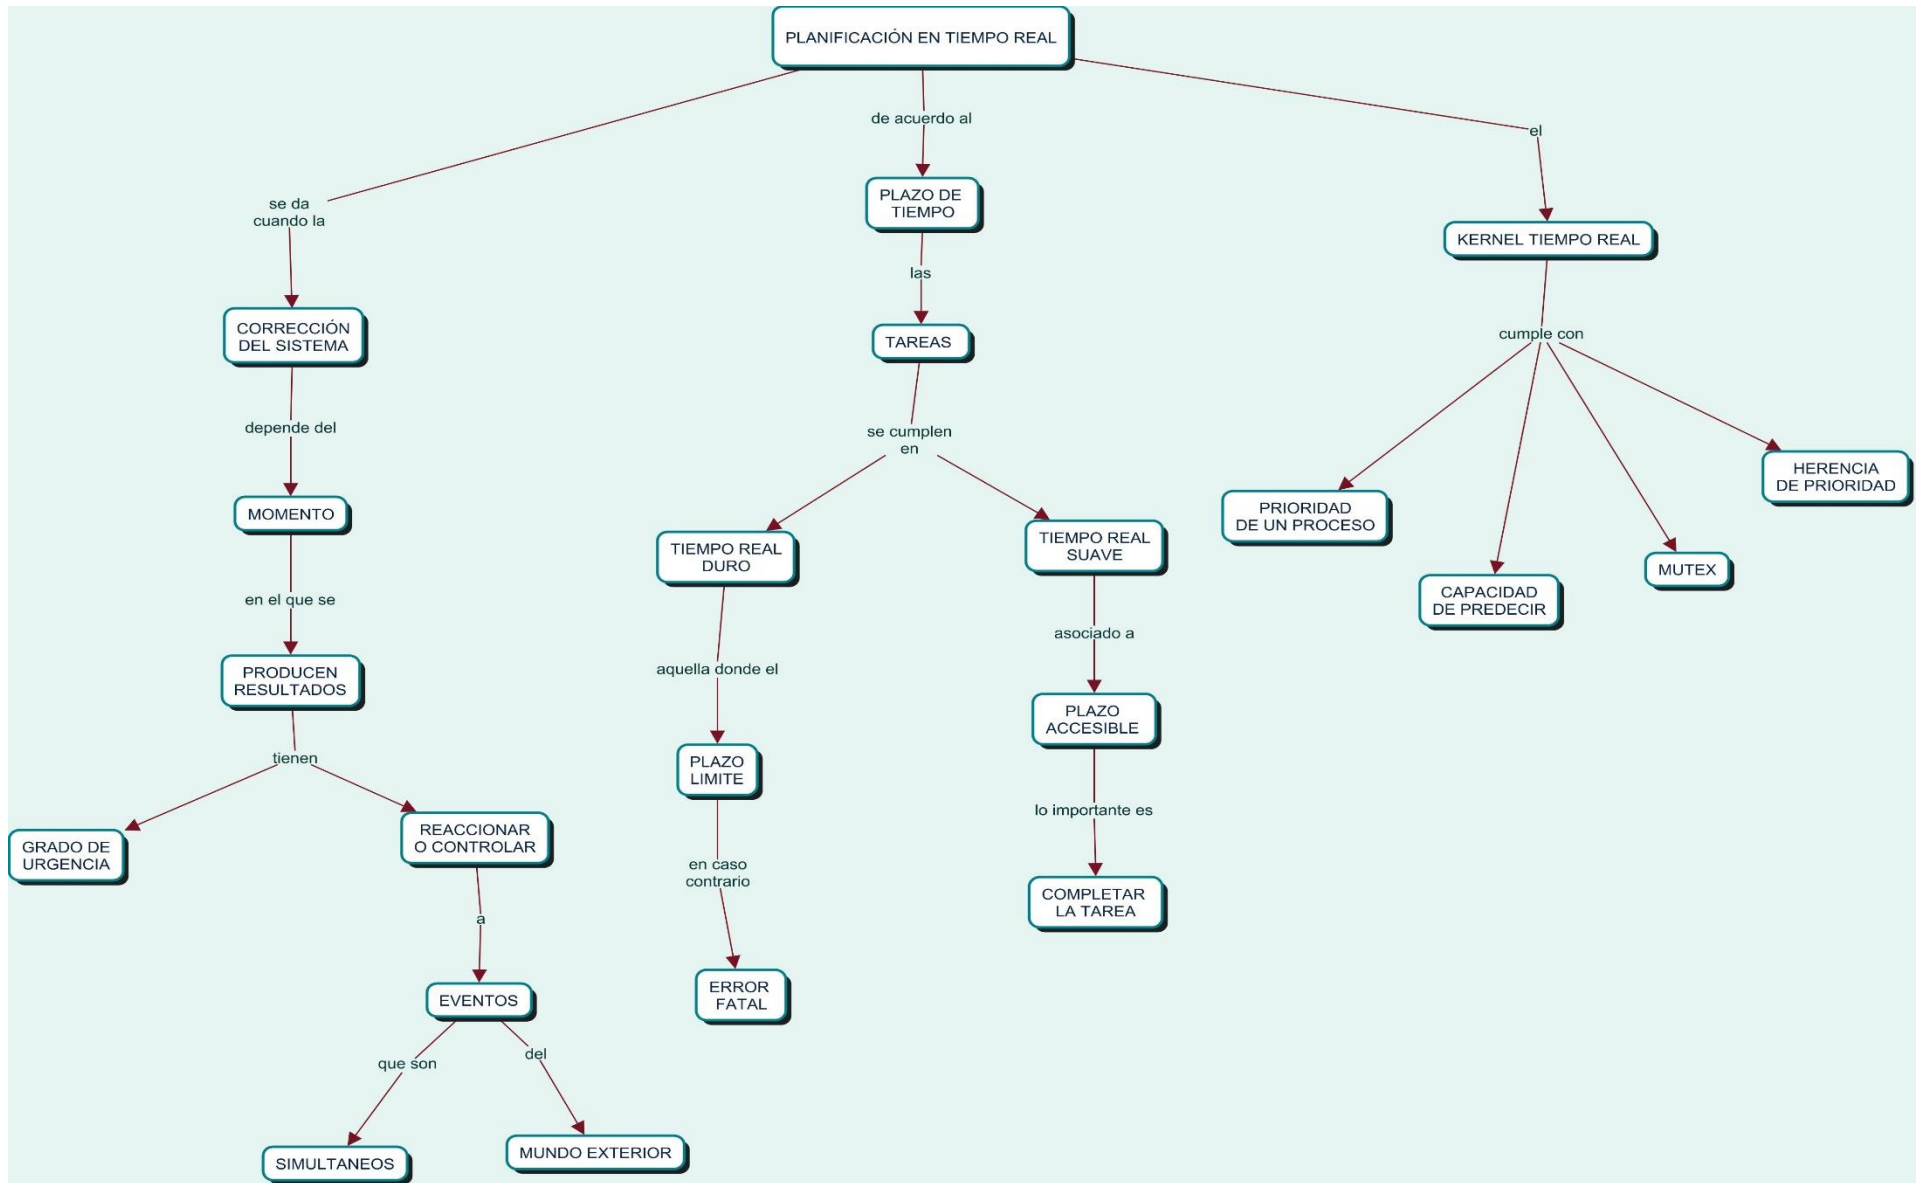 PLANIFICACIÓN EN TIEMPO REAL
se da
cuando la
CORRECCIÓN
DEL SISTEMA
depende del
MOMENTO
en el que se
PRODUCEN
RESULTADOS
tienen
GRADO DE
URGENCIA
REACCIONAR
O CONTROLAR
a
EVENTOS
que son
SIMULTANEOS
del
MUNDO EXTERIOR
de acuerdo al
PLAZO DE
TIEMPO
las
TAREAS
se cumplen
en
TIEMPO REAL
DURO
aquella donde el
PLAZO
LIMITE
en caso
contrario
ERROR
FATAL
TIEMPO REAL
SUAVE
asociado a
PLAZO
ACCESIBLE
lo importante es
COMPLETAR
LA TAREA
el
KERNEL TIEMPO REAL
cumple con
PRIORIDAD
DE UN PROCESO
CAPACIDAD
DE PREDECIR
MUTEX
HERENCIA
DE PRIORIDAD